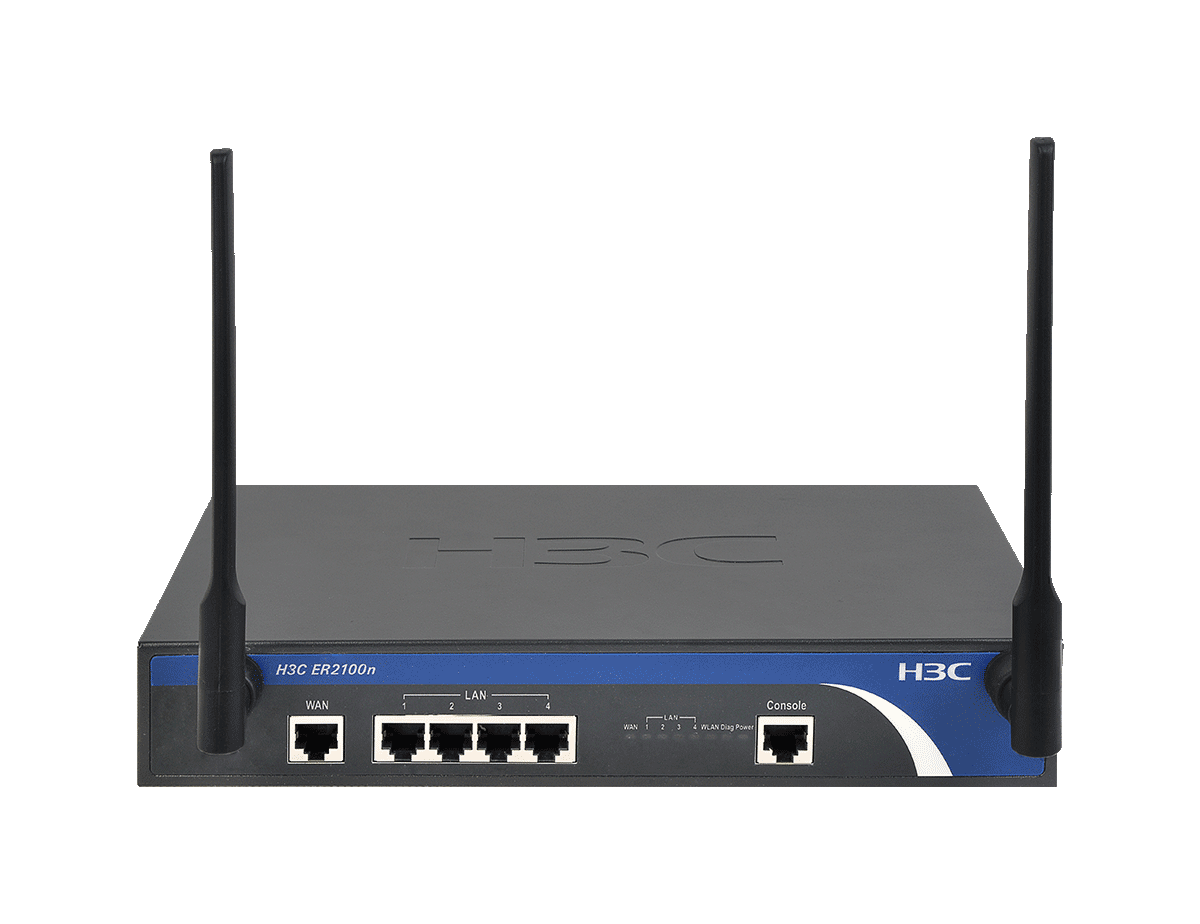 H3C
H3C ER2100n
H3C
WAN
LAN
1 2 3 4
WAN
LAN
1 2 3 4
WLAN Diag Power
Console